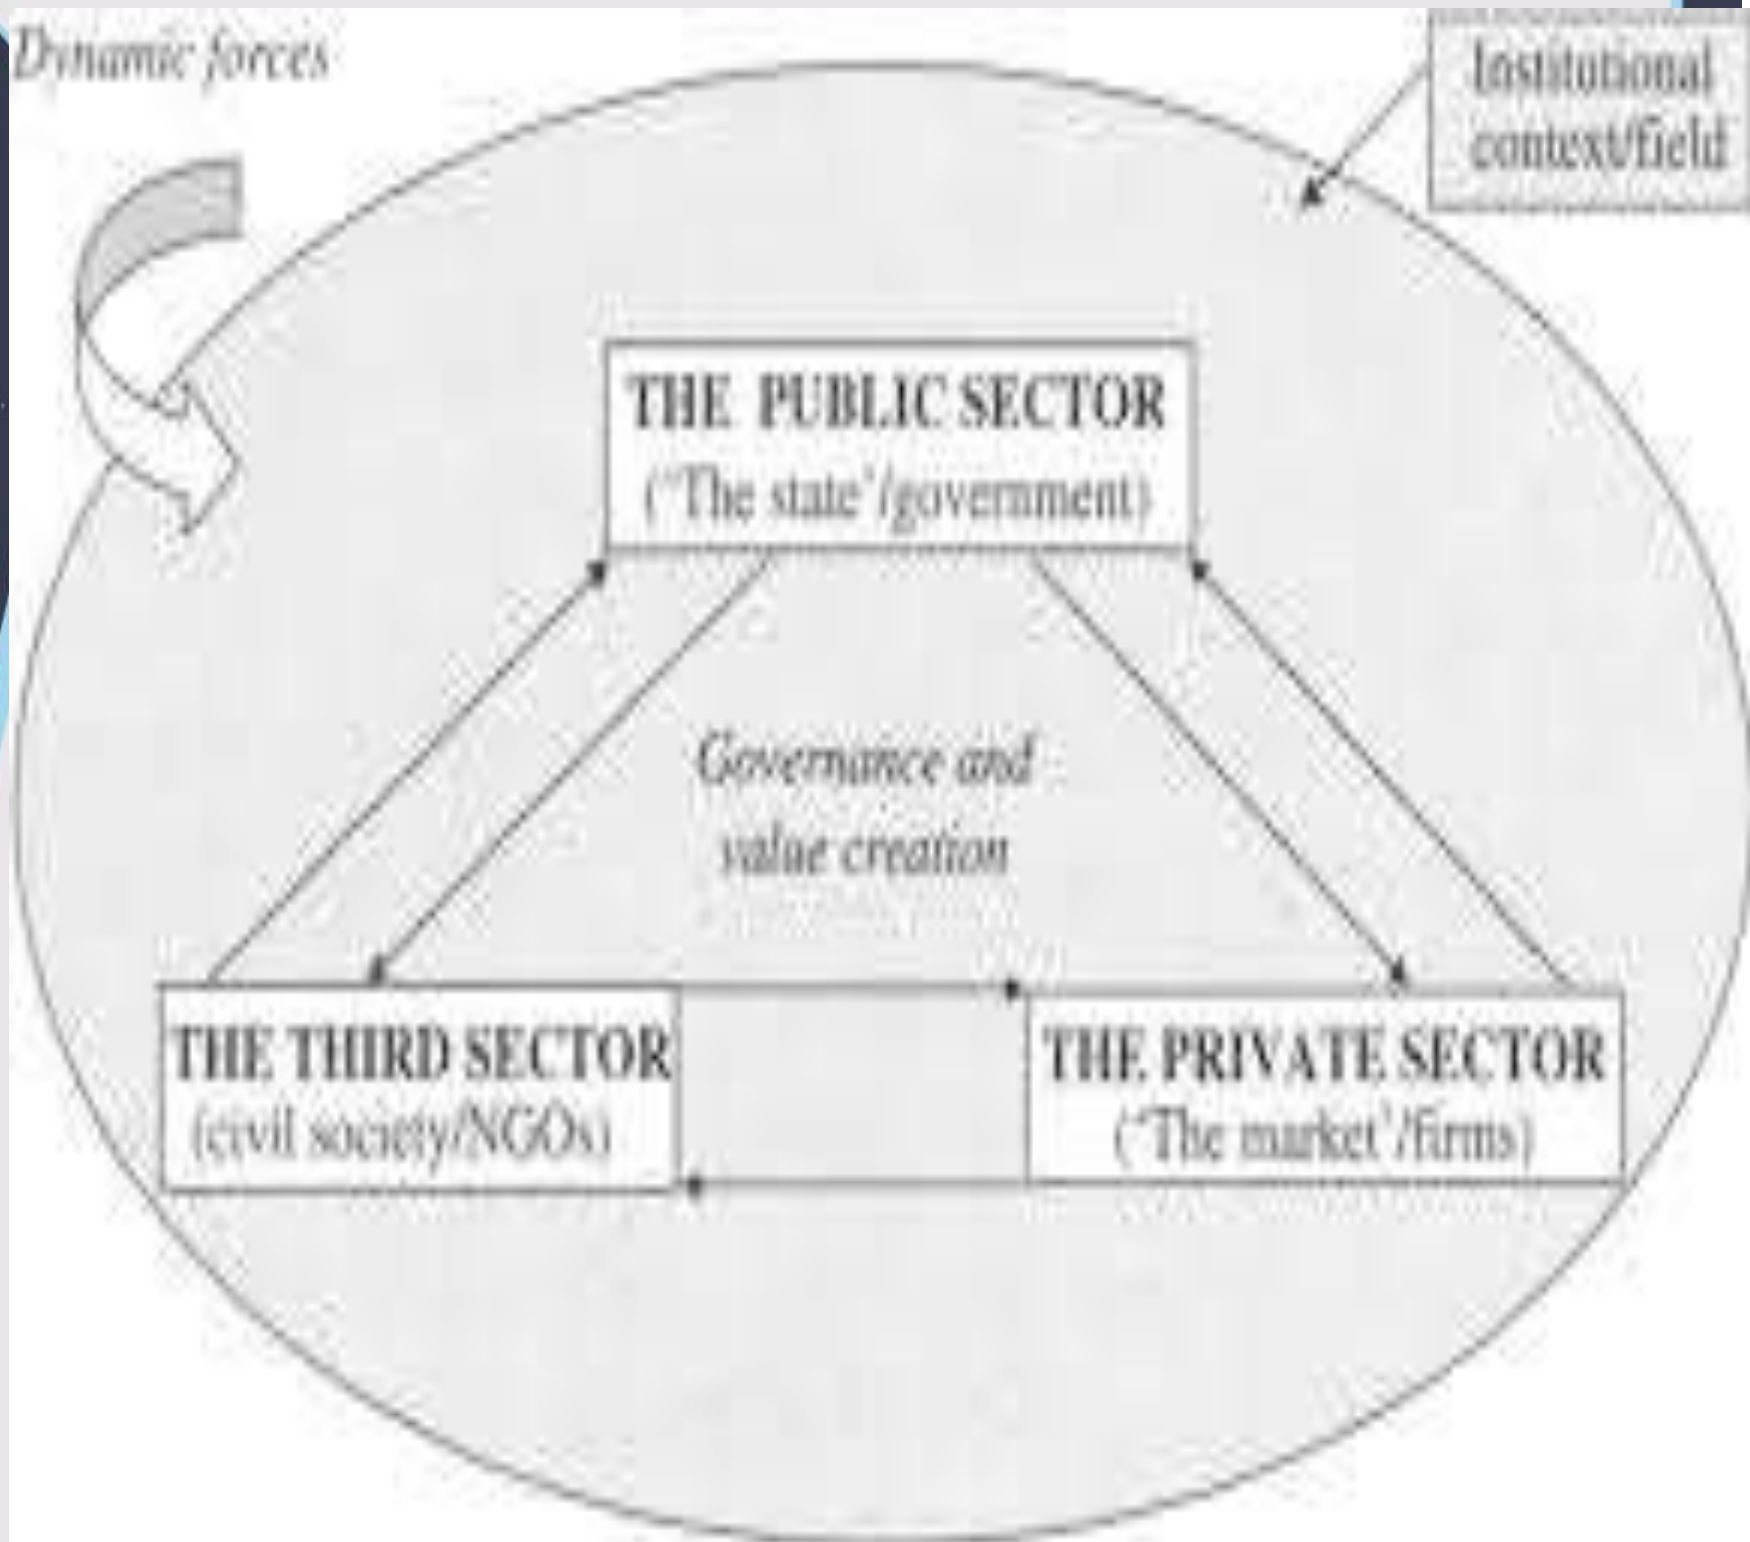 Dynamic forces
Institutional
context/field
THE PUBLIC SECTOR
('The state'/government)
Governance and
value creation
THE THIRD SECTOR
(civil society/NGOs)
THE PRIVATE SECTOR
('The market'/firms)